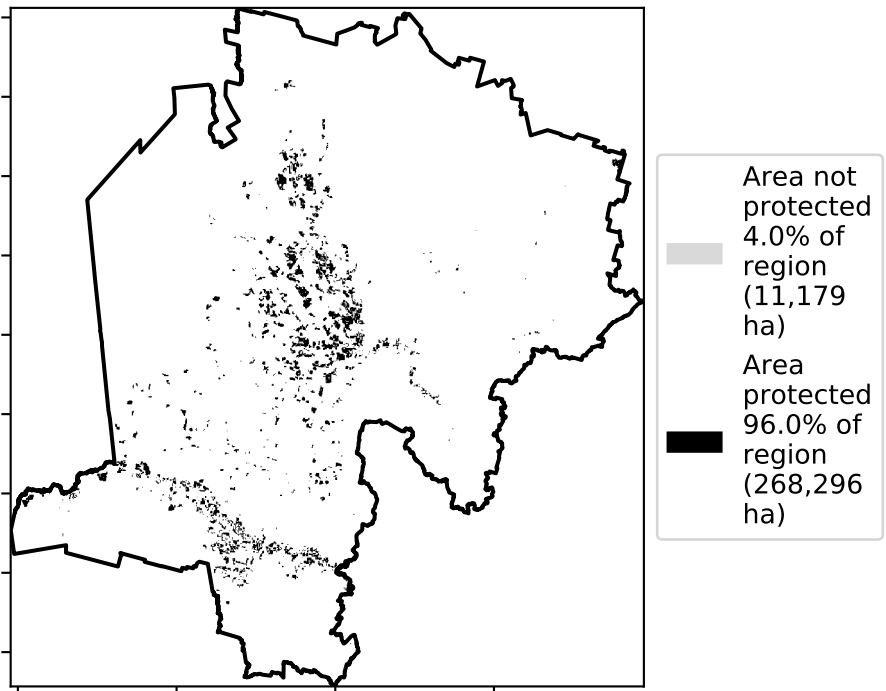 Area not
protected
4.0% of
region
(11,179
ha)
Area
protected
96.0% of
region
(268,296
ha)